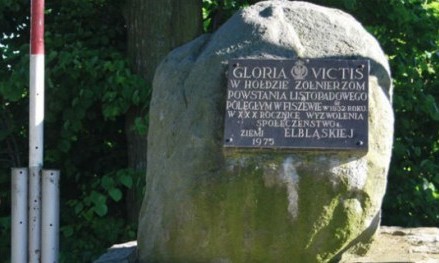 GLORIA VICTIS
W HOŁDZIE ŻOŁNIERZOM
POWSTANIA LISTOPADOWEGO
POLEGŁYM W FISZEWIE W 1832 ROKU
W XXX ROCZNICĘ WYZWOLENIA
SPOŁECZEŃSTWO
ZIEMI ELBLĄSKIEJ
1975